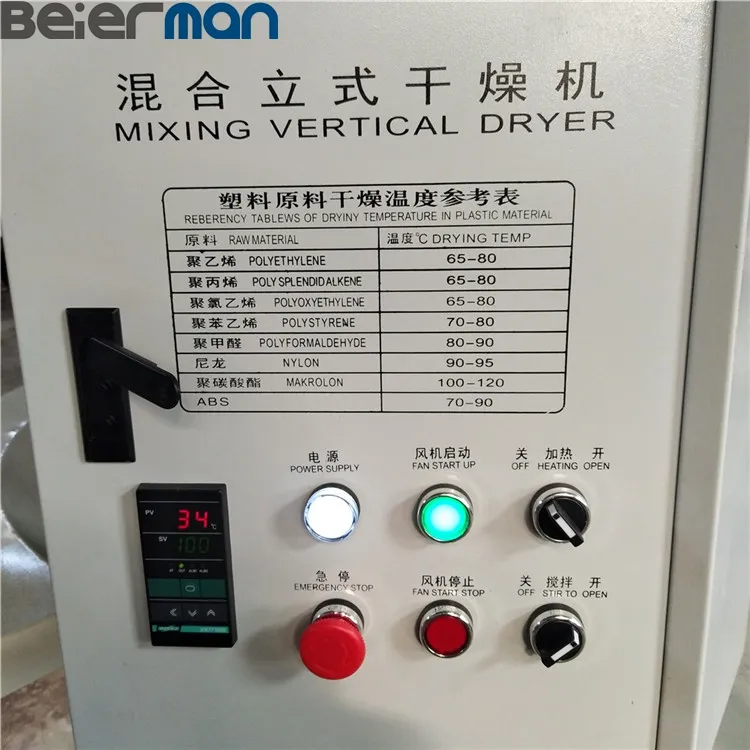 Beierman
混合立式干燥机
MIXING VERTICAL DRYER
塑料原料干燥温度参考表
REBERENCY TABLEWS OF DRYINY TEMPERATURE IN PLASTIC MATERIAL
原料 RAWMATERIAL 温度℃ DRYING TEMP
聚乙烯 POLYETHYLENE 65-80
聚丙烯 POLYSPLENDIDALKENE 65-80
聚氯乙烯 POLYOXYETHYLENE 65-80
聚苯乙烯 POLYSTYRENE 70-80
聚甲醛 POLYFORMALDEHYDE 80-90
尼龙 NYLON 90-95
聚碳酸酯 MAKROLON 100-120
ABS 70-90
电源 风机启动 关 加热 开
POWER SUPPLY FAN START UP OFF HEATING OPEN
PV 34 ℃
SV 100
急停 风机停止 关 搅拌 开
EMERGENCY STOP FAN START STOP OFF STIR TO OPEN